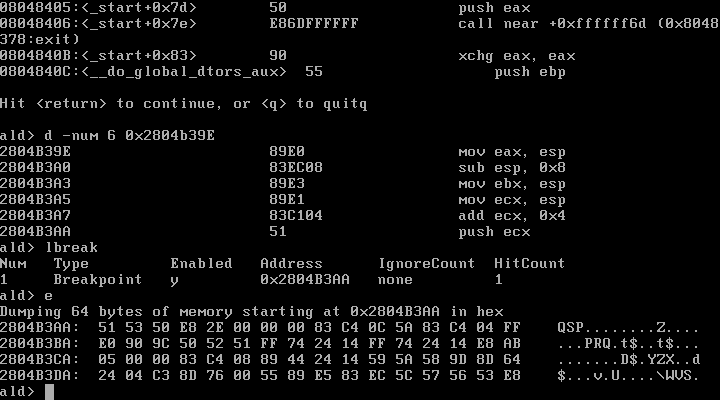 08048405:<_start+0x7d> 50 push eax
08048406:<_start+0x7e> E86DFFFFFF call near +0xffffff6d (0x8048
378:exit)
0804840B:<_start+0x83> 90 xchg eax, eax
0804840C:<__do_global_dtors_aux> 55 push ebp
Hit <return> to continue, or <q> to quitq
ald> d -num 6 0x2804b39E
2804B39E 89E0 mov eax, esp
2804B3A0 83EC08 sub esp, 0x8
2804B3A3 89E3 mov ebx, esp
2804B3A5 89E1 mov ecx, esp
2804B3A7 83C104 add ecx, 0x4
2804B3AA 51 push ecx
ald> lbreak
Num Type Enabled Address IgnoreCount HitCount
1 Breakpoint y 0x2804B3AA none 1
ald> e
Dumping 64 bytes of memory starting at 0x2804B3AA in hex
2804B3AA: 51 53 50 E8 2E 00 00 00 83 C4 0C 5A 83 C4 04 FF QSP........Z....
2804B3BA: E0 90 9C 50 52 51 FF 74 24 14 FF 74 24 14 E8 AB ...PRQ.t$..t$...
2804B3CA: 05 00 00 83 C4 08 89 44 24 14 59 5A 58 9D 8D 64 .......D$.YZX..d
2804B3DA: 24 04 C3 8D 76 00 55 89 E5 83 EC 5C 57 56 53 E8 $...v.U....\WVS.
ald>